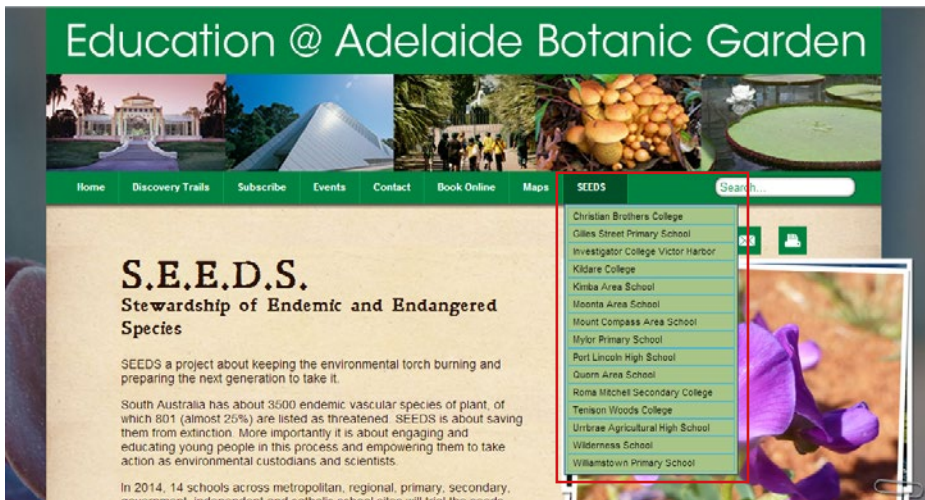 Education @ Adelaide Botanic Garden
Home Discovery Trails Subscribe Events Contact Book Online Maps SEEDS Search...
Christian Brothers College
Gilles Street Primary School
Investigator College Victor Harbor
Kildare College
Kimba Area School
Moonta Area School
Mount Compass Area School
Mylor Primary School
Port Lincoln High School
Quorn Area School
Roma Mitchell Secondary College
Tenison Woods College
Urrbrae Agricultural High School
Wilderness School
Williamstown Primary School
S.E.E.D.S.
Stewardship of Endemic and Endangered
Species
SEEDS a project about keeping the environmental torch burning and
preparing the next generation to take it.
South Australia has about 3500 endemic vascular species of plant, of
which 801 (almost 25%) are listed as threatened. SEEDS is about saving
them from extinction. More importantly it is about engaging and
educating young people in this process and empowering them to take
action as environmental custodians and scientists.
In 2014, 14 schools across metropolitan, regional, primary, secondary,